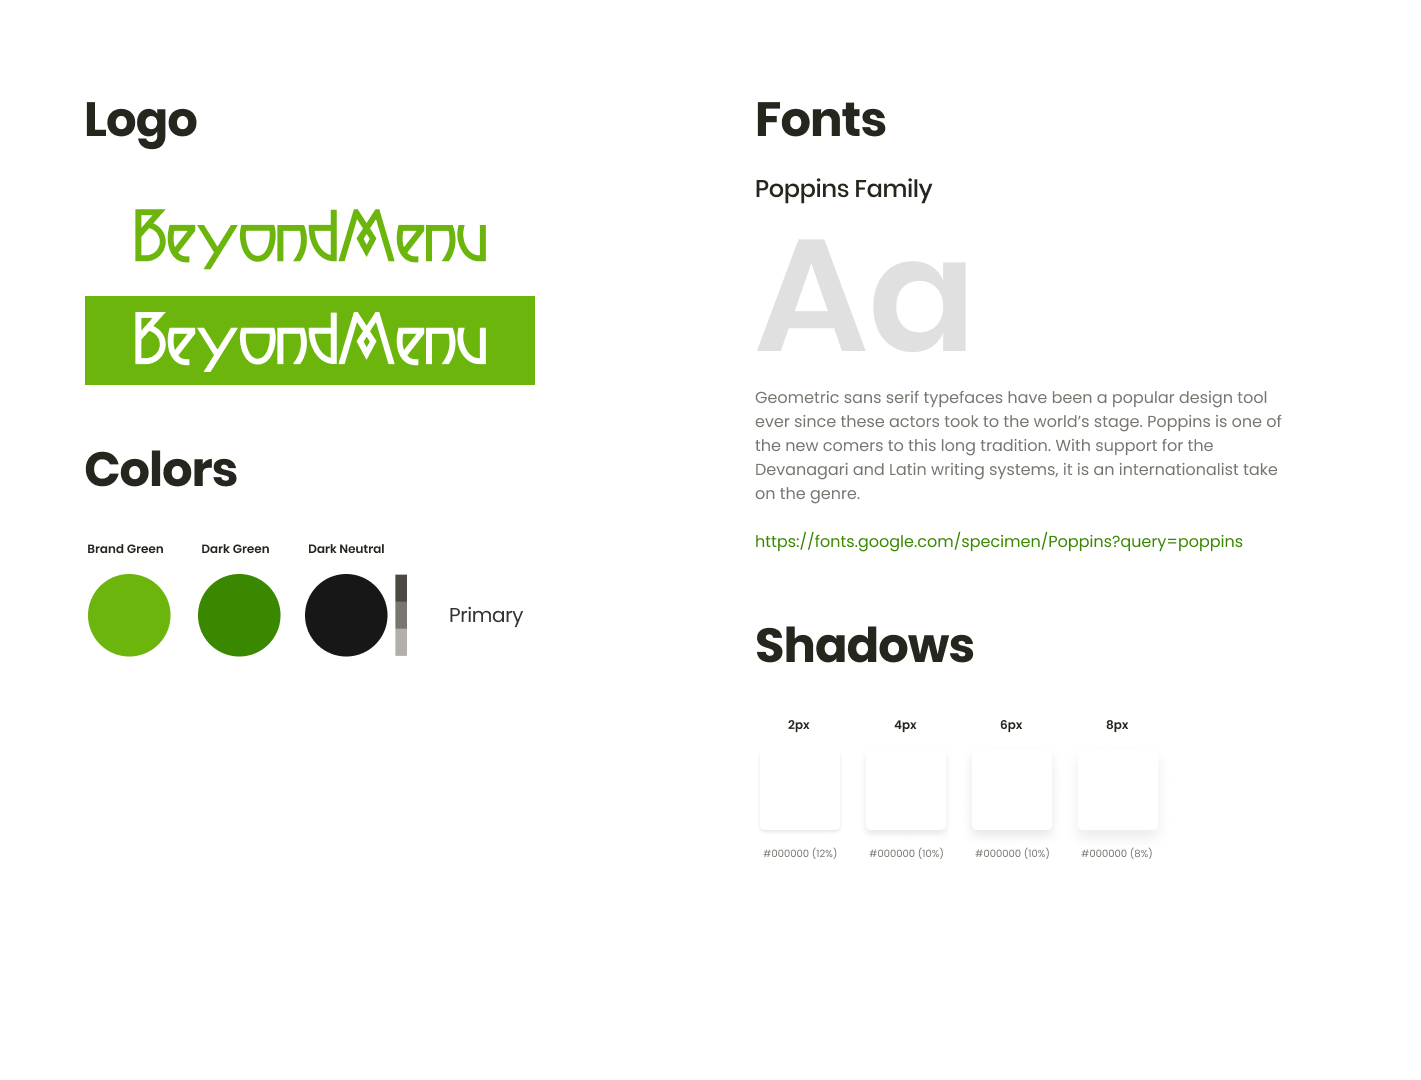 Logo
BeyondMenu
BeyondMenu
Colors
Brand Green
Dark Green
Dark Neutral
Primary
Fonts
Poppins Family
Aa
Geometric sans serif typefaces have been a popular design tool
ever since these actors took to the world’s stage. Poppins is one of
the new comers to this long tradition. With support for the
Devanagari and Latin writing systems, it is an internationalist take
on the genre.
https://fonts.google.com/specimen/Poppins?query=poppins
Shadows
2px
4px
6px
8px
#000000 (12%)
#000000 (10%)
#000000 (10%)
#000000 (8%)